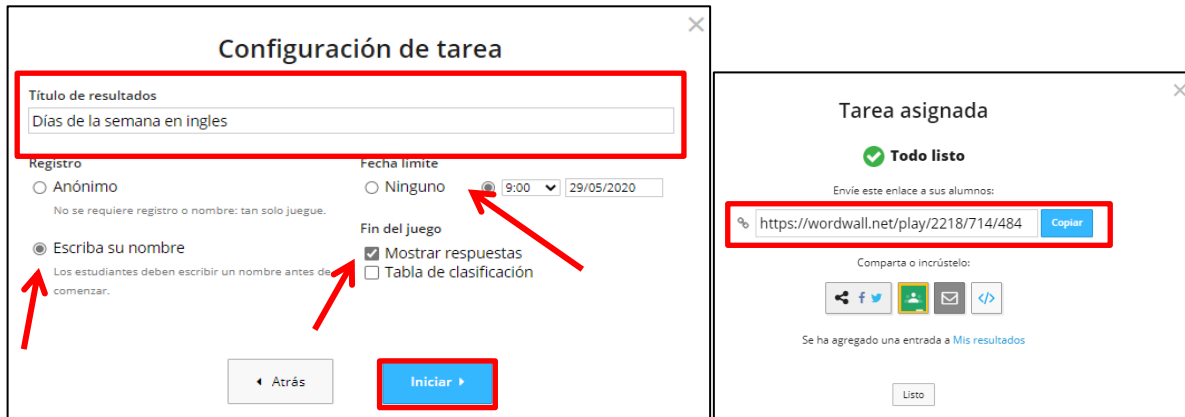 Configuración de tarea
Título de resultados
Días de la semana en ingles
Registro
Anónimo
No se requiere registro o nombre: tan solo juegue.
Escriba su nombre
Los estudiantes deben escribir un nombre antes de
comenzar.
Fecha límite
Ninguno 9:00 29/05/2020
Fin del juego
Mostrar respuestas
Tabla de clasificación
Atrás
Iniciar
Tarea asignada
Todo listo
Envíe este enlace a sus alumnos:
https://wordwall.net/play/2218/714/484 Copiar
Comparta o incrústelo:
Se ha agregado una entrada a Mis resultados
Listo